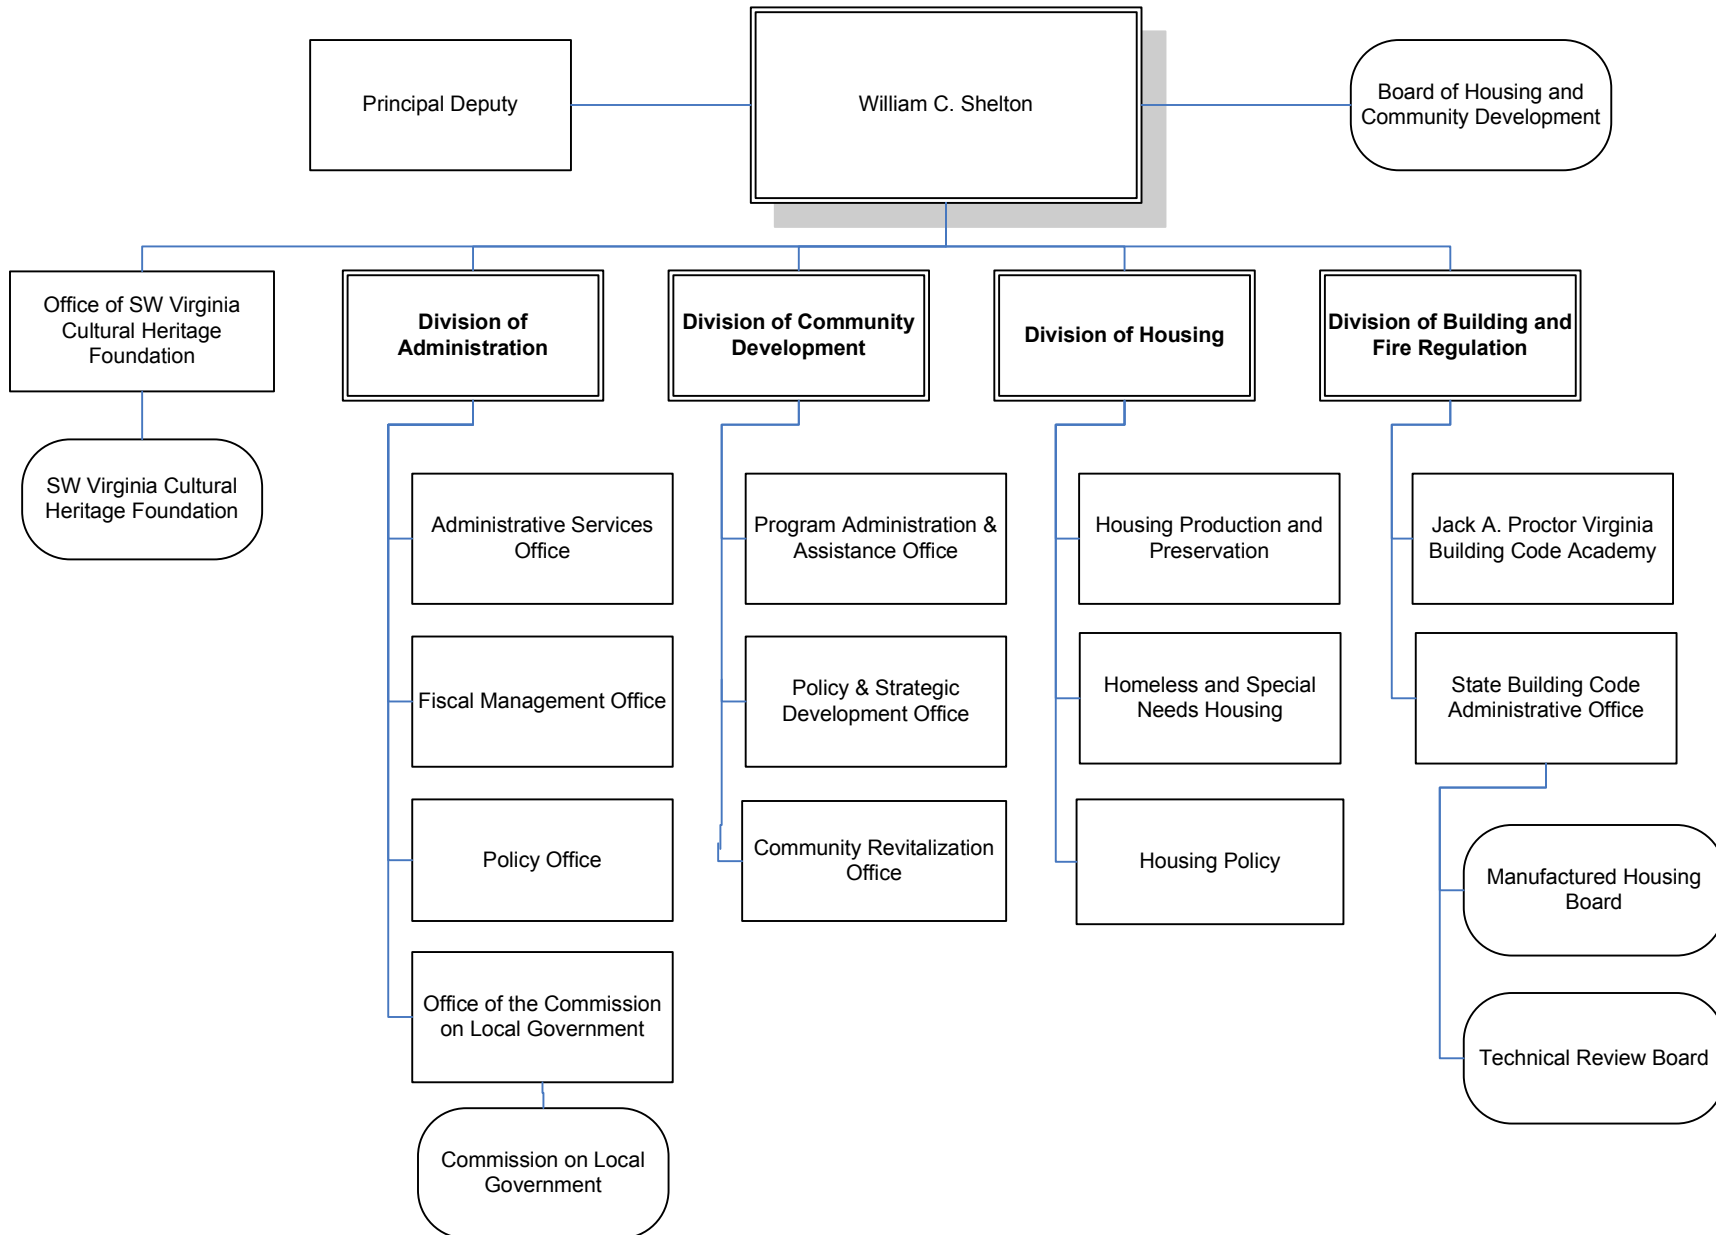 Principal Deputy
William C. Shelton
Board of Housing and
Community Development
Office of SW Virginia
Cultural Heritage
Foundation
Division of
Administration
Division of Community
Development
Division of Housing
Division of Building and
Fire Regulation
SW Virginia Cultural
Heritage Foundation
Administrative Services
Office
Program Administration &
Assistance Office
Housing Production and
Preservation
Jack A. Proctor Virginia
Building Code Academy
Fiscal Management Office
Policy & Strategic
Development Office
Homeless and Special
Needs Housing
State Building Code
Administrative Office
Policy Office
Community Revitalization
Office
Housing Policy
Manufactured Housing
Board
Office of the Commission
on Local Government
Technical Review Board
Commission on Local
Government